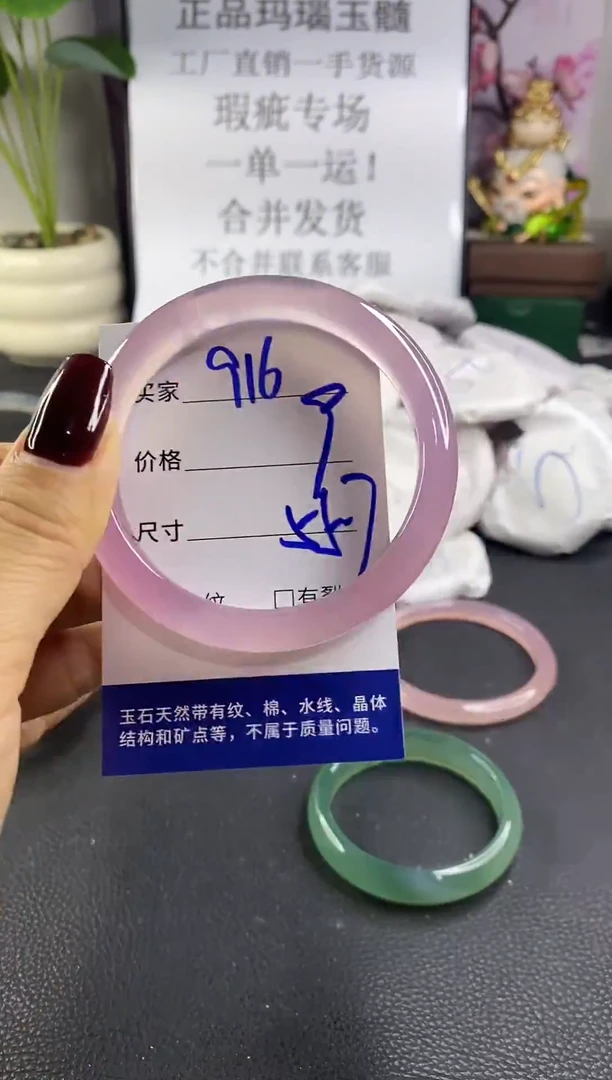 正品玛瑙玉髓
工厂直销一手货源
瑕疵专场
一单一运！
合并发货
不合并联系客服
买家 916
价格
尺寸
纹 □有裂
玉石天然带有纹、棉、水线、晶体
结构和矿点等，不属于质量问题。